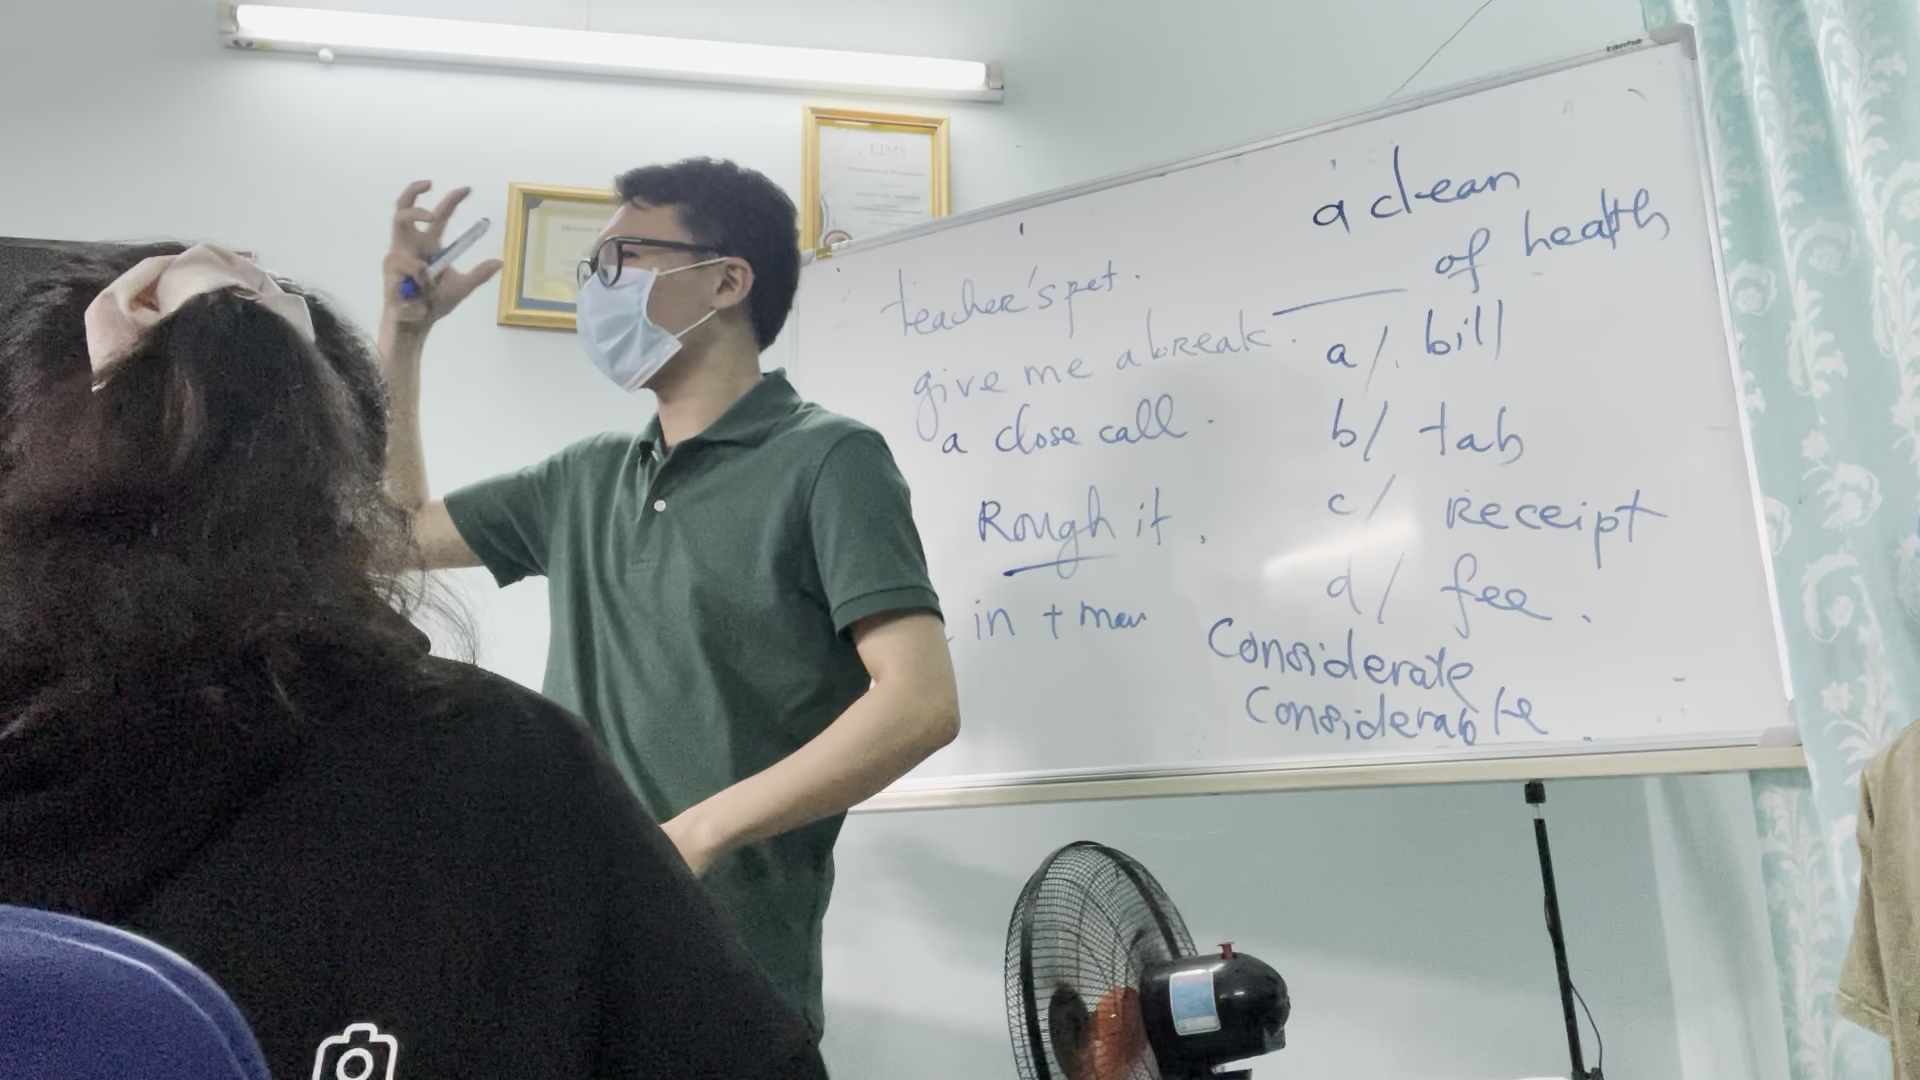 tanha
teacher's pet.
give me a break.
a close call.
Rough it.
in + man
a clean
of health
a/. bill
b/ tab
c/ receipt
d/ fee.
Considerate
Considerable